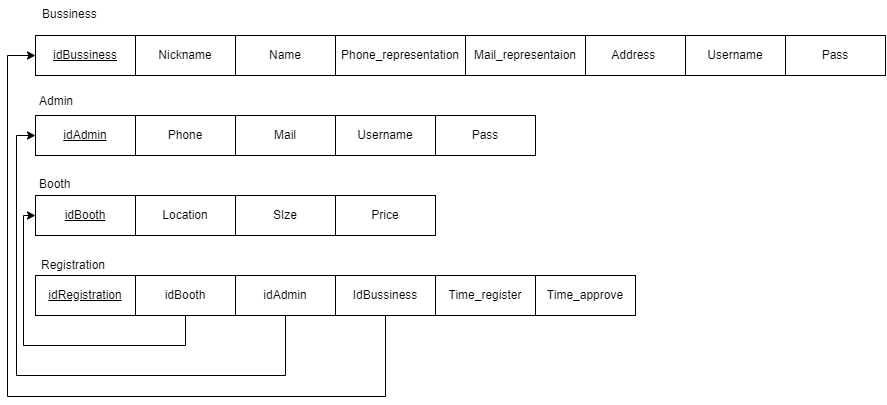 Bussiness
idBussiness Nickname Name Phone_representation Mail_representaion Address Username Pass
Admin
idAdmin Phone Mail Username Pass
Booth
idBooth Location SIze Price
Registration
idRegistration idBooth idAdmin IdBussiness Time_register Time_approve